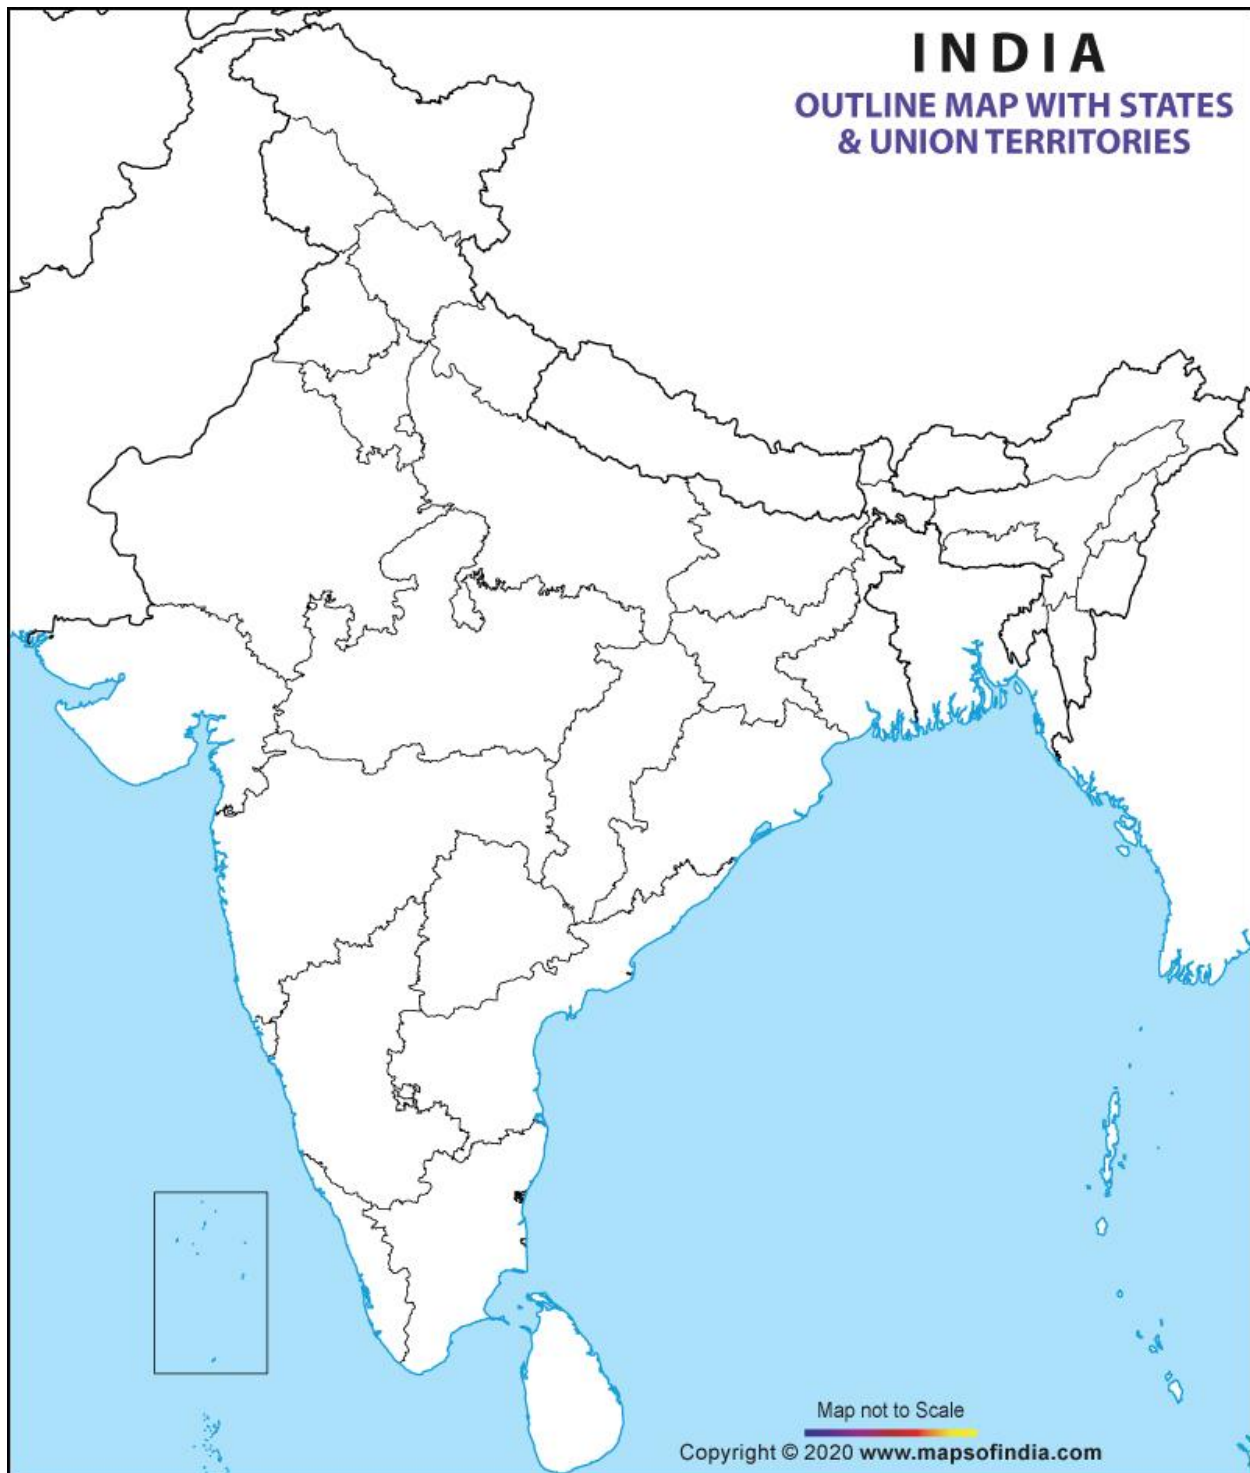 INDIA
OUTLINE MAP WITH STATES
& UNION TERRITORIES
Map not to Scale
Copyright © 2020 www.mapsofindia.com